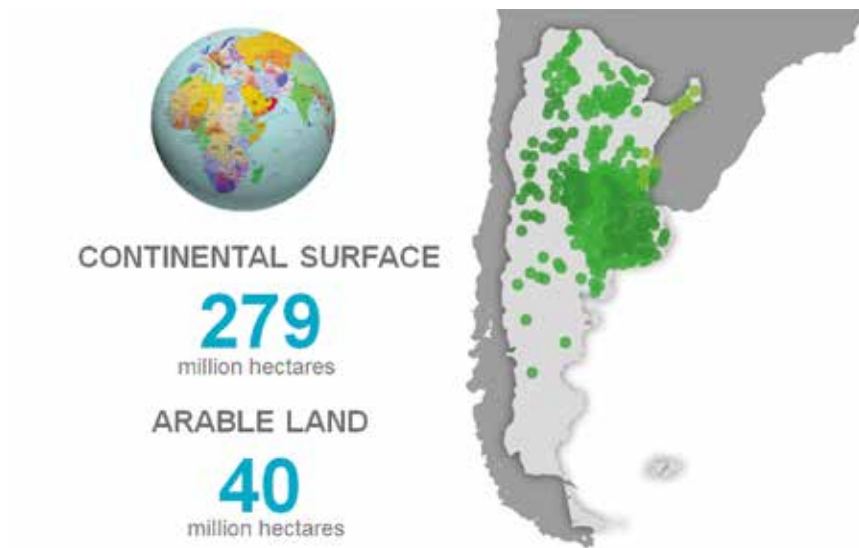 CONTINENTAL SURFACE
279
million hectares
ARABLE LAND
40
million hectares